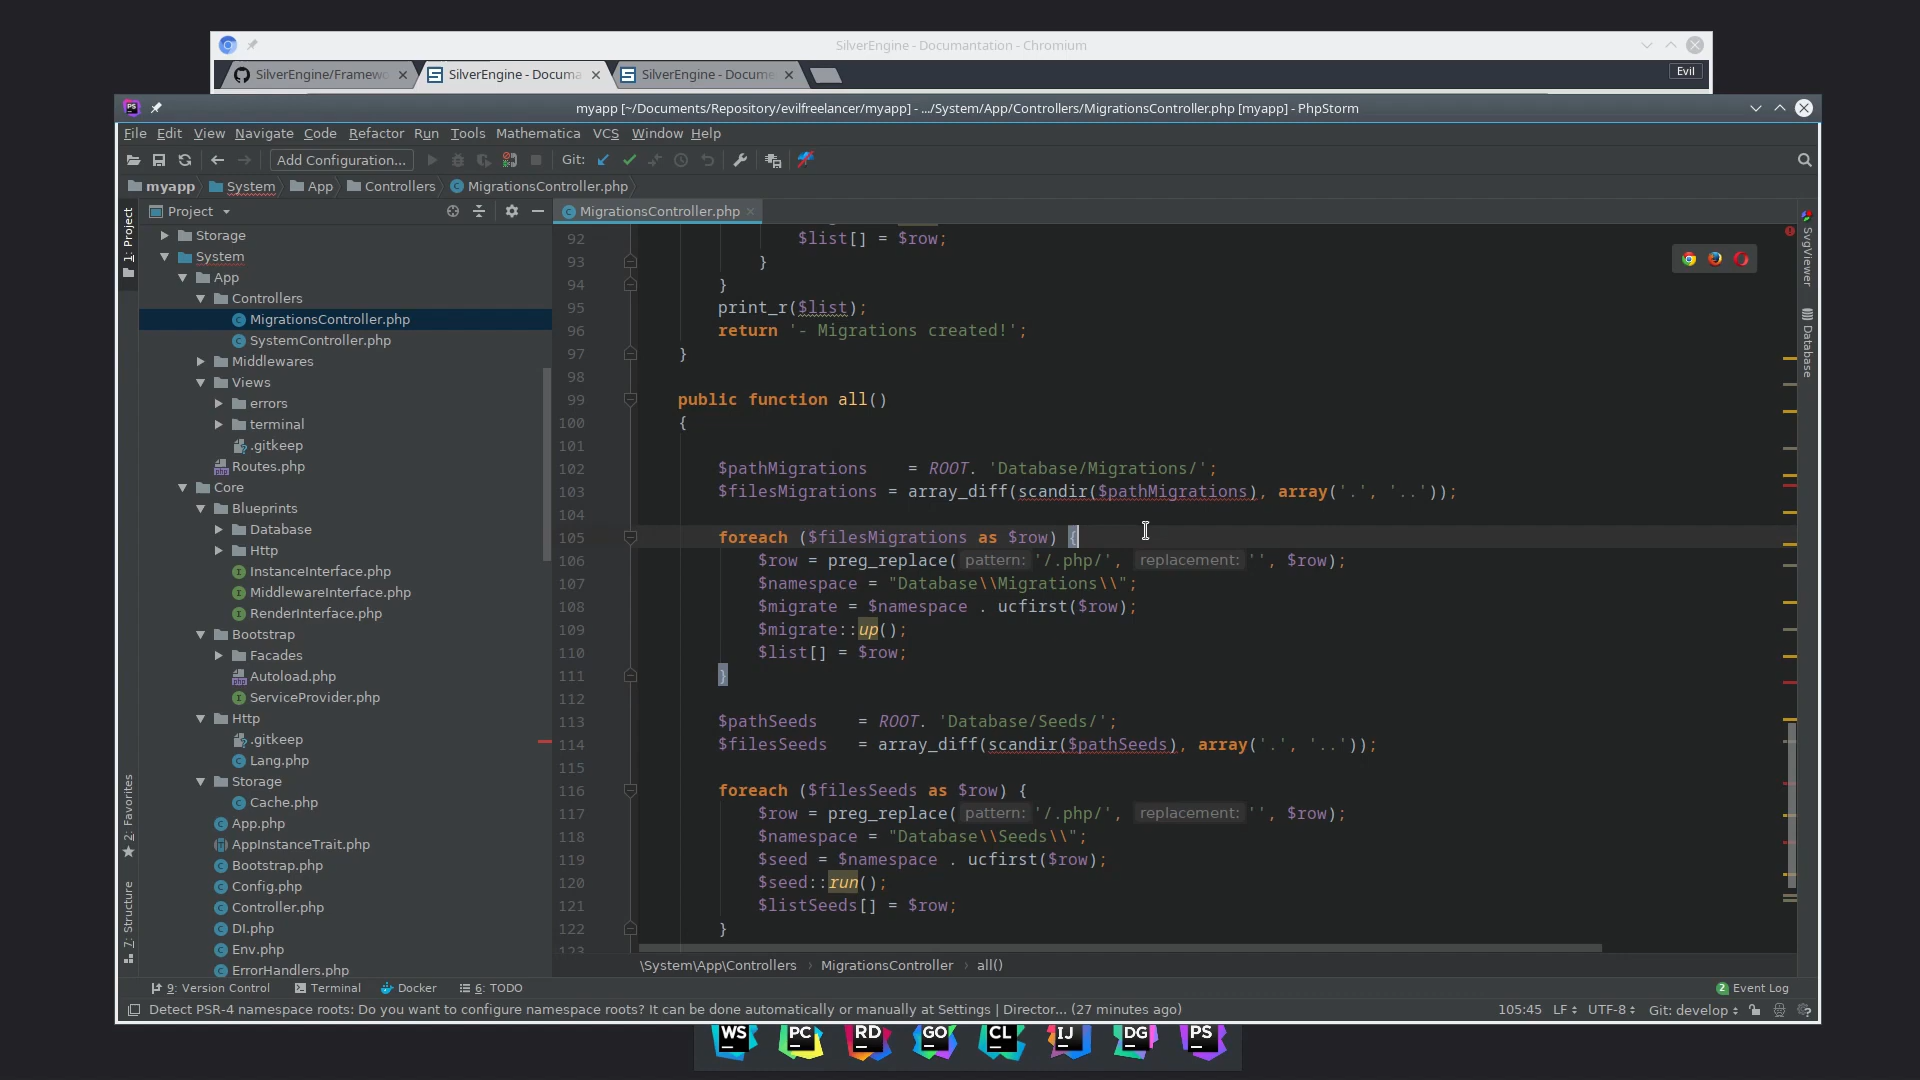 SilverEngine - Documantation - Chromium
SilverEngine/Framewo
SilverEngine - Documa
SilverEngine - Docume
Evil
PS
myapp [~/Documents/Repository/evilfreelancer/myapp] - .../System/App/Controllers/MigrationsController.php [myapp] - PhpStorm
File Edit View Navigate Code Refactor Run Tools Mathematica VCS Window Help
Add Configuration... Git:
myapp System App Controllers MigrationsController.php
Project MigrationsController.php
1: Project
2: Favorites
7: Structure
Storage
System
App
Controllers
MigrationsController.php
SystemController.php
Middlewares
Views
errors
terminal
.gitkeep
Routes.php
Core
Blueprints
Database
Http
InstanceInterface.php
MiddlewareInterface.php
RenderInterface.php
Bootstrap
Facades
Autoload.php
ServiceProvider.php
Http
.gitkeep
Lang.php
Storage
Cache.php
App.php
AppInstanceTrait.php
Bootstrap.php
Config.php
Controller.php
DI.php
Env.php
ErrorHandlers.php
92 $list[] = $row;
93 }
94 }
95 print_r($list);
96 return '- Migrations created!';
97 }
98
99 public function all()
100 {
101
102 $pathMigrations = ROOT. 'Database/Migrations/';
103 $filesMigrations = array_diff(scandir($pathMigrations), array('.', '..'));
104
105 foreach ($filesMigrations as $row) {
106 $row = preg_replace( pattern: '/.php/', replacement: '', $row);
107 $namespace = "Database\\Migrations\\";
108 $migrate = $namespace . ucfirst($row);
109 $migrate::up();
110 $list[] = $row;
111 }
112
113 $pathSeeds = ROOT. 'Database/Seeds/';
114 $filesSeeds = array_diff(scandir($pathSeeds), array('.', '..'));
115
116 foreach ($filesSeeds as $row) {
117 $row = preg_replace( pattern: '/.php/', replacement: '', $row);
118 $namespace = "Database\\Seeds\\";
119 $seed = $namespace . ucfirst($row);
120 $seed::run();
121 $listSeeds[] = $row;
122 }
123
SvgViewer
Database
\System\App\Controllers › MigrationsController › all()
9: Version Control Terminal Docker 6: TODO 2 Event Log
Detect PSR-4 namespace roots: Do you want to configure namespace roots? It can be done automatically or manually at Settings | Director... (27 minutes ago) 105:45 LF UTF-8 Git: develop
WS PC RD GO CL IJ DG PS